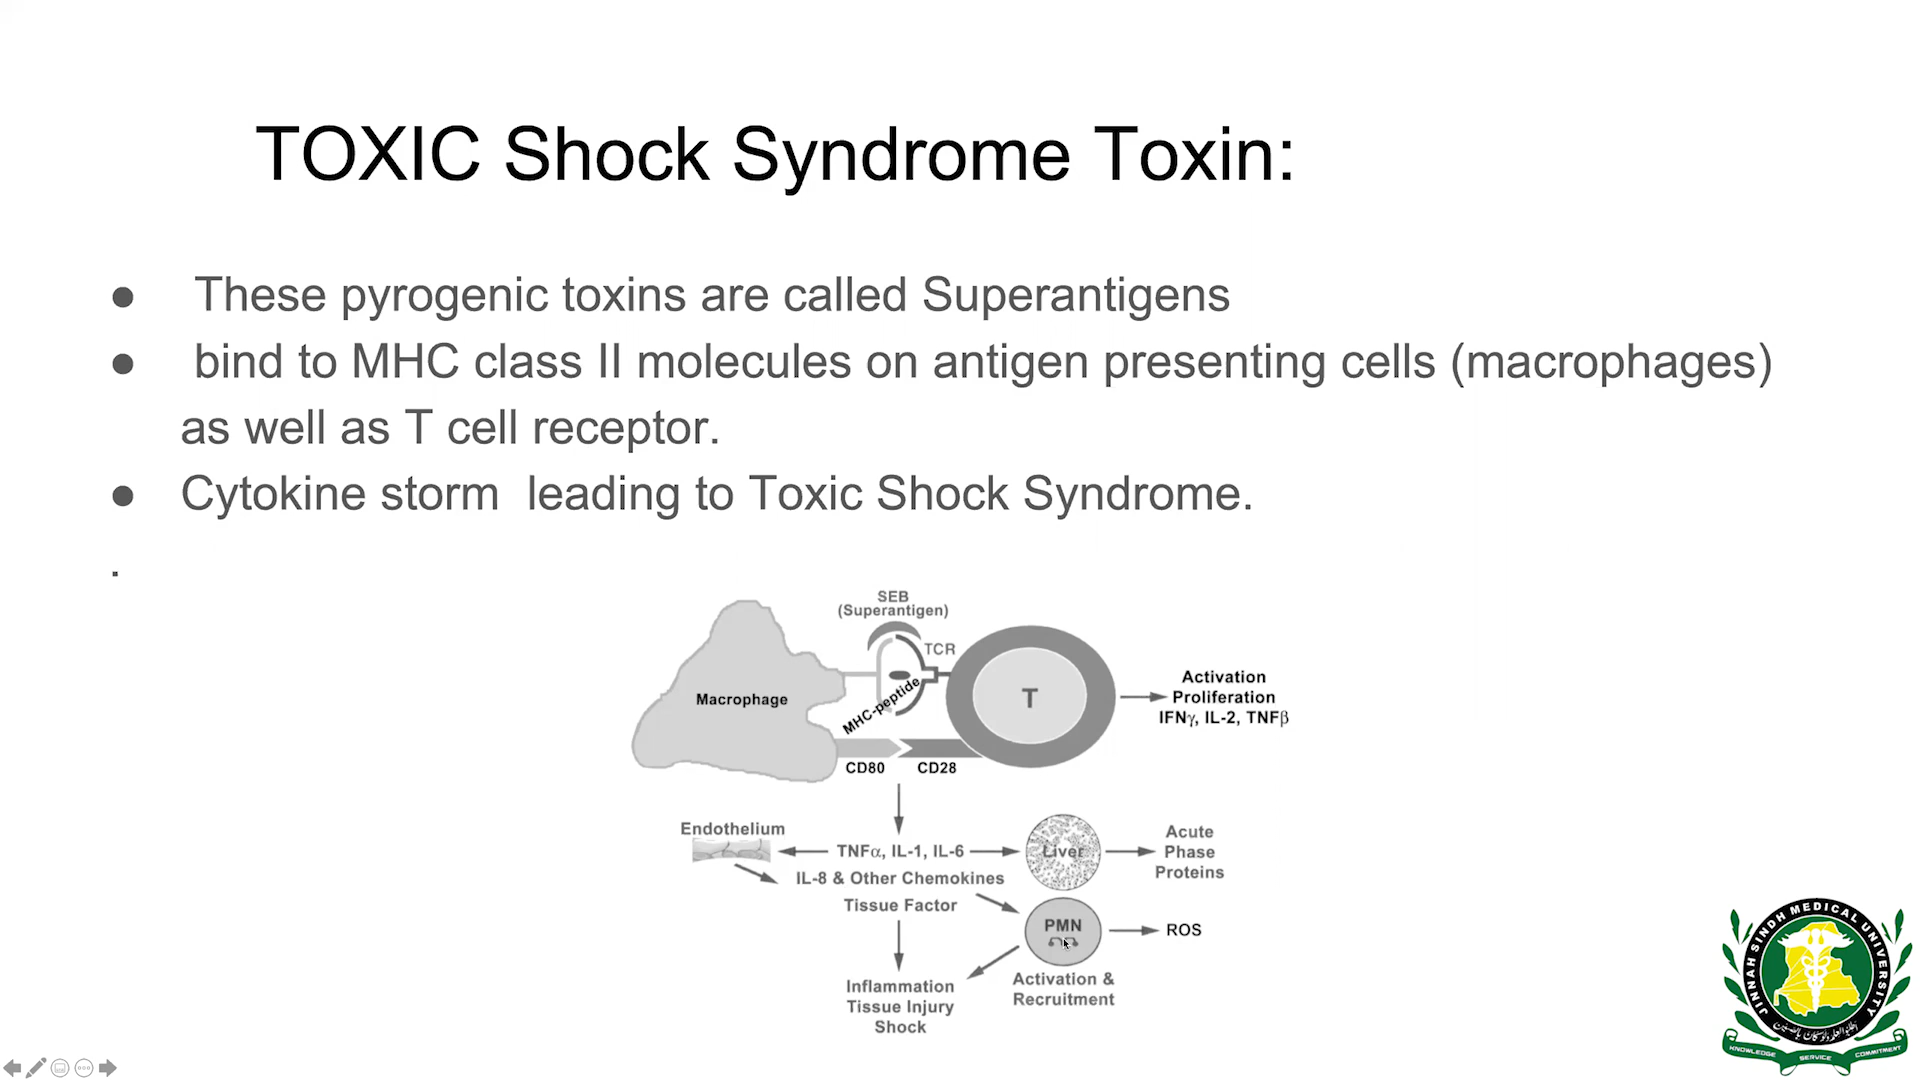 TOXIC Shock Syndrome Toxin:
● These pyrogenic toxins are called Superantigens
● bind to MHC class II molecules on antigen presenting cells (macrophages)
as well as T cell receptor.
● Cytokine storm leading to Toxic Shock Syndrome.
.
SEB
(Superantigen)
TCR
Macrophage
MHC-peptide
T
Activation
Proliferation
IFNγ, IL-2, TNFβ
CD80
CD28
Endothelium
TNFα, IL-1, IL-6
Liver
Acute
Phase
Proteins
IL-8 & Other Chemokines
Tissue Factor
PMN
ROS
Activation &
Recruitment
Inflammation
Tissue Injury
Shock
JINNAH SINDH MEDICAL UNIVERSITY
KNOWLEDGE SERVICE COMMITMENT